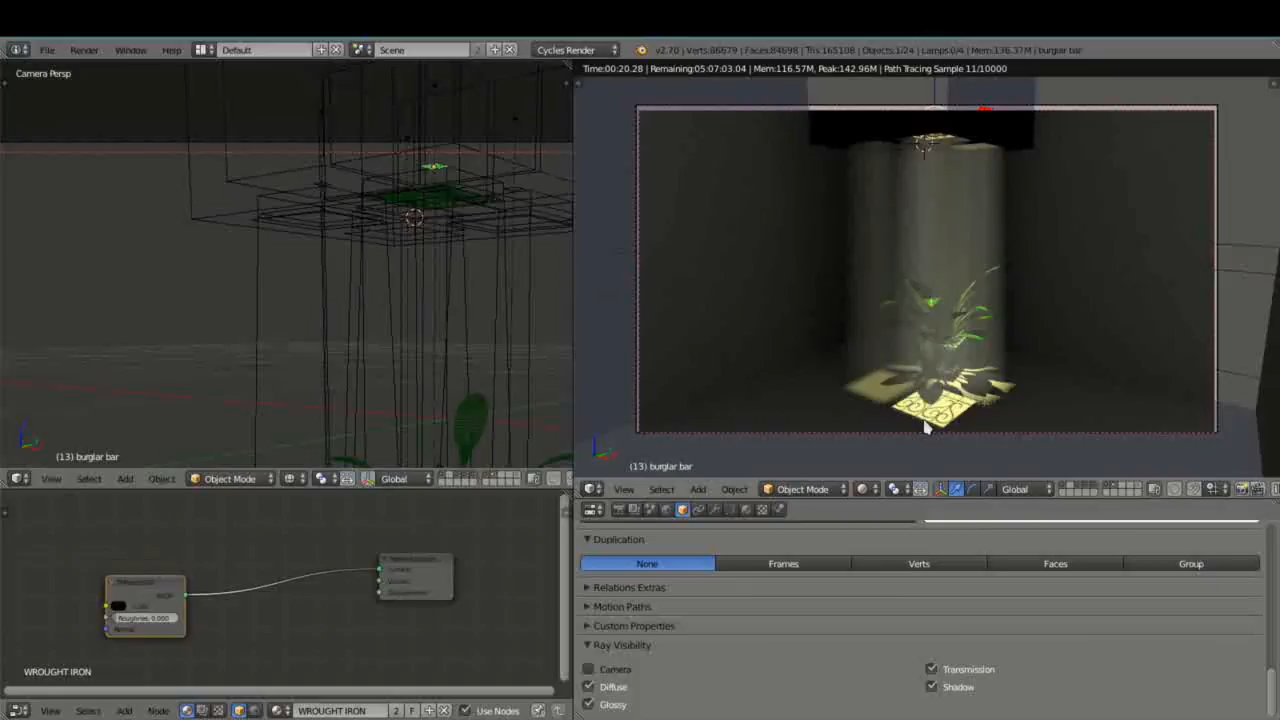 File Render Window Help Default Scene 2 Cycles Render v2.70 | Verts:86679 | Faces:84698 | Tris:165108 | Objects:1/24 | Lamps:0/4 | Mem:136.37M | burglar bar
Camera Persp
Time:00:20.28 | Remaining:05:07:03.04 | Mem:116.57M, Peak:142.96M | Path Tracing Sample 11/10000
(13) burglar bar
(13) burglar bar
View Select Add Object Object Mode Global
View Select Add Object Object Mode Global
Duplication
None Frames Verts Faces Group
Relations Extras
Motion Paths
Custom Properties
Ray Visibility
Camera Transmission
Diffuse Shadow
Glossy
Roughness: 0.000
Normal
WROUGHT IRON
View Select Add Node WROUGHT IRON 2 F Use Nodes